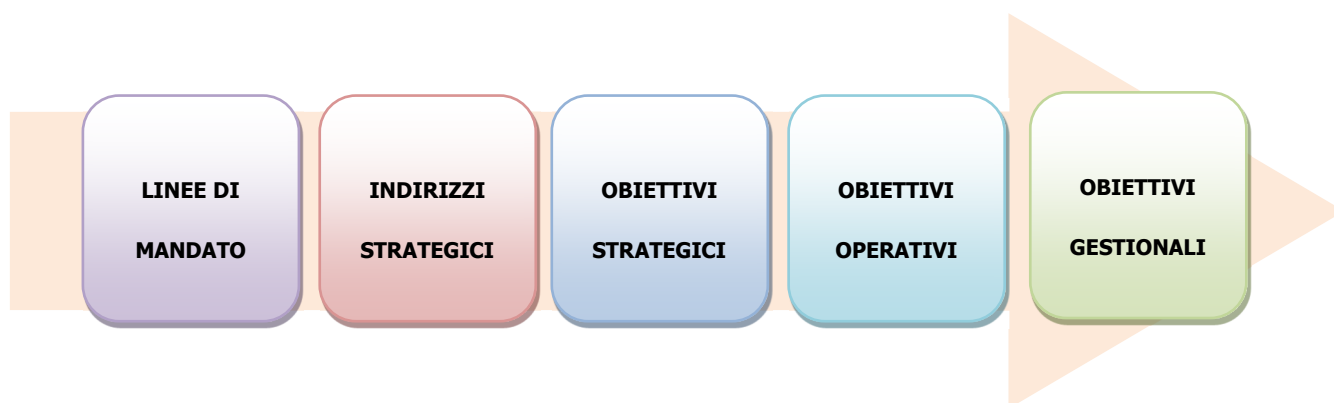 LINEE DI
MANDATO
INDIRIZZI
STRATEGICI
OBIETTIVI
STRATEGICI
OBIETTIVI
OPERATIVI
OBIETTIVI
GESTIONALI